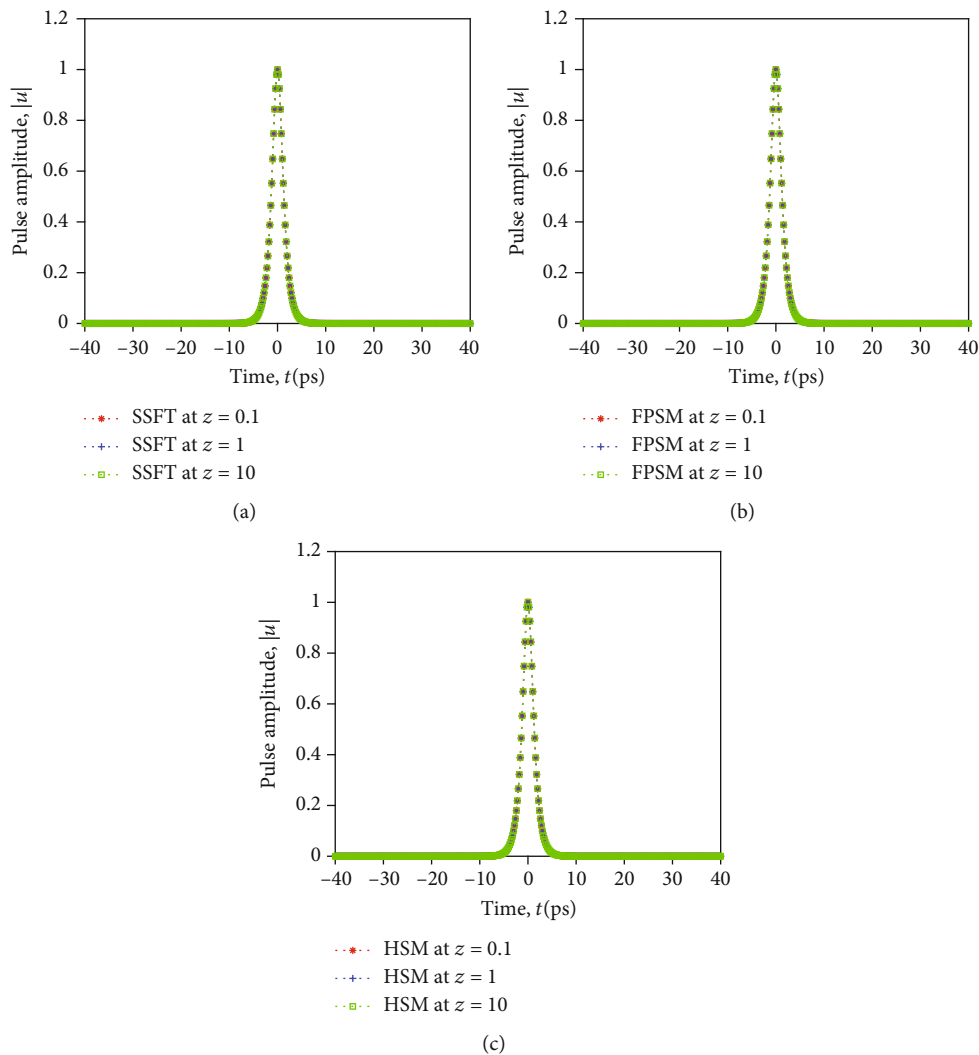 1.2
1
0.8
0.6
0.4
0.2
0
Pulse amplitude, |u|
–40 –30 –20 –10 0 10 20 30 40
Time, t(ps)
SSFT at z = 0.1
SSFT at z = 1
SSFT at z = 10
(a)
1.2
1
0.8
0.6
0.4
0.2
0
Pulse amplitude, |u|
–40 –30 –20 –10 0 10 20 30 40
Time, t(ps)
FPSM at z = 0.1
FPSM at z = 1
FPSM at z = 10
(b)
1.2
1
0.8
0.6
0.4
0.2
0
Pulse amplitude, |u|
–40 –30 –20 –10 0 10 20 30 40
Time, t(ps)
HSM at z = 0.1
HSM at z = 1
HSM at z = 10
(c)